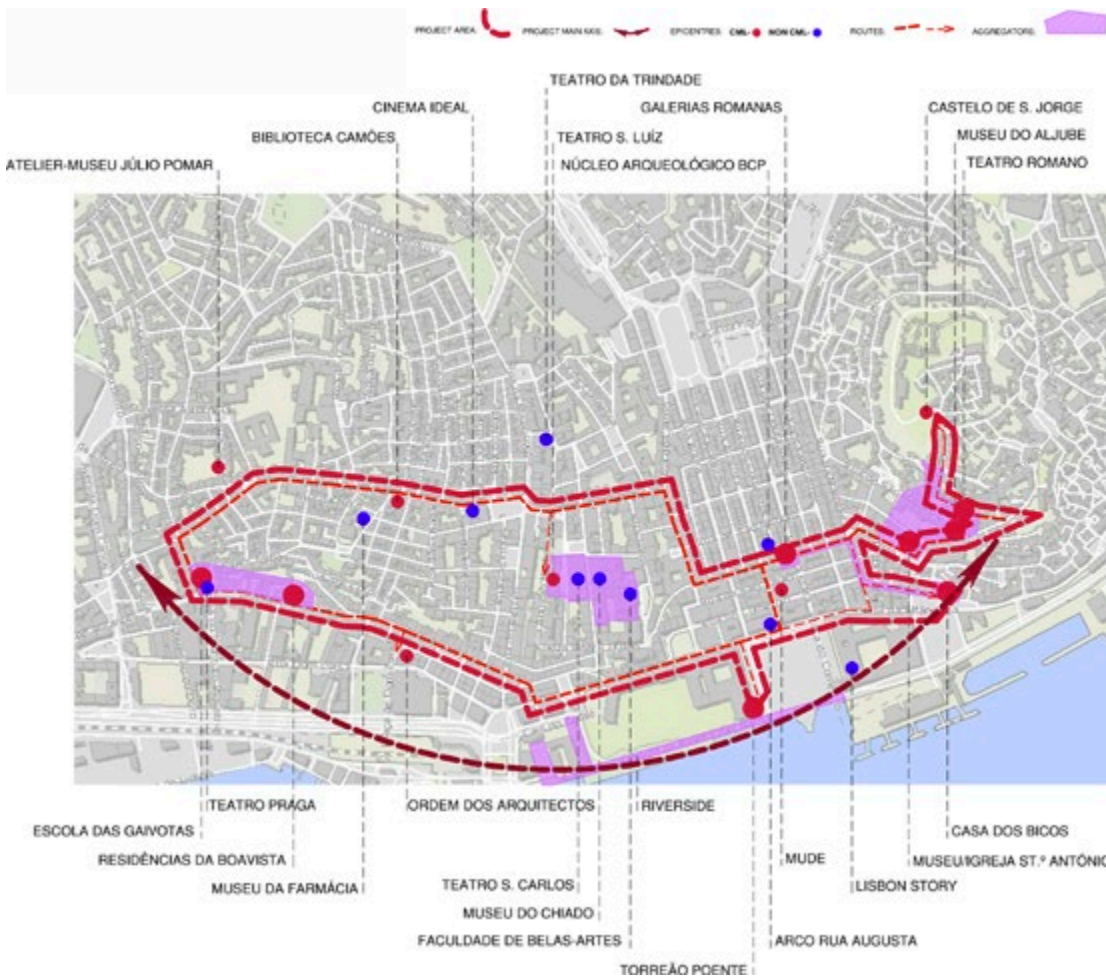 PROJECT AREA: PROJECT MAIN AXIS: EPICENTRES: CML- NON CML- ROUTES: AGGREGATORS:
TEATRO DA TRINDADE
CINEMA IDEAL
GALERIAS ROMANAS
CASTELO DE S. JORGE
BIBLIOTECA CAMÕES
TEATRO S. LUÍZ
MUSEU DO ALJUBE
ATELIER-MUSEU JÚLIO POMAR
NÚCLEO ARQUEOLÓGICO BCP
TEATRO ROMANO
TEATRO PRAGA
ORDEM DOS ARQUITECTOS
RIVERSIDE
ESCOLA DAS GAIVOTAS
CASA DOS BICOS
RESIDÊNCIAS DA BOAVISTA
MUDE
MUSEU/IGREJA ST.º ANTÓNIO
MUSEU DA FARMÁCIA
TEATRO S. CARLOS
LISBON STORY
MUSEU DO CHIADO
FACULDADE DE BELAS-ARTES
ARCO RUA AUGUSTA
TORREÃO POENTE